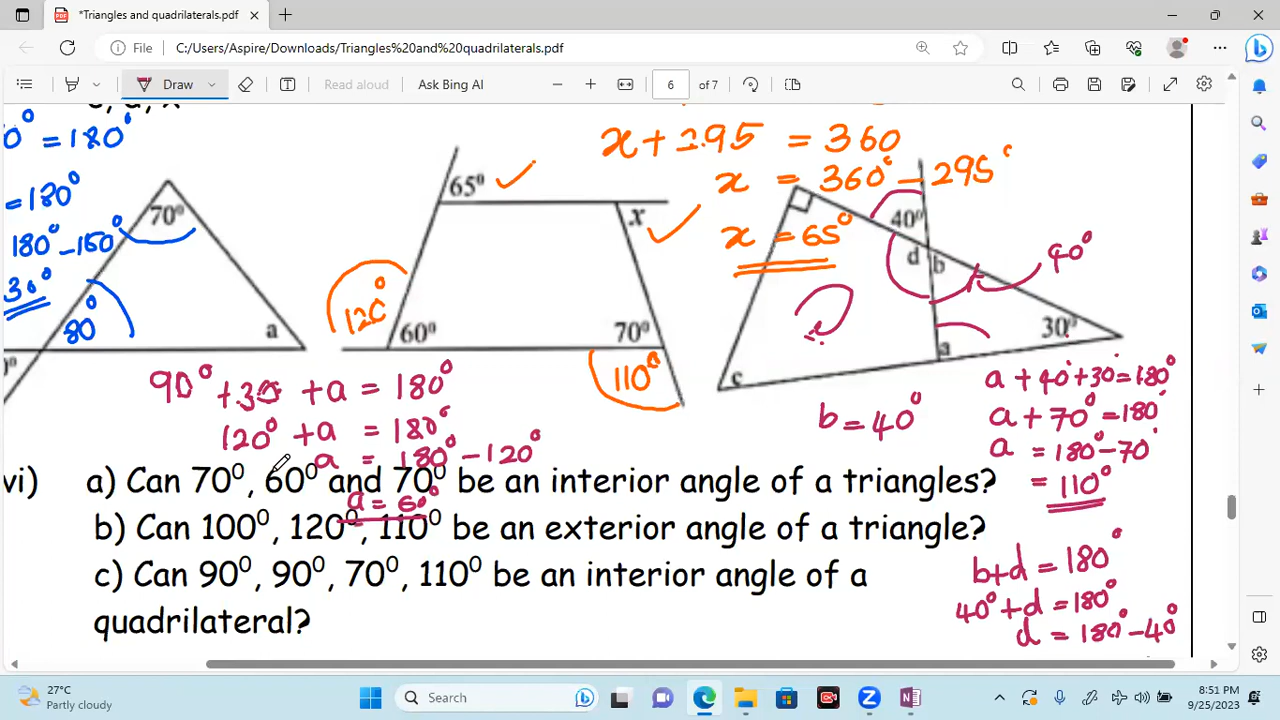 *Triangles and quadrilaterals.pdf
File
C:/Users/Aspire/Downloads/Triangles%20and%20quadrilaterals.pdf
Draw
Read aloud
Ask Bing AI
6
of 7
0° = 180°
= 180°
180° - 150°
30°
80°
70°
a
x + 295 = 360
x = 360° - 295°
x = 65°
65°
x
120°
60°
70°
110°
40°
d
b
40°
30°
a
c
b = 40°
90° + 30 + a = 180°
120° + a = 180°
a = 180° - 120°
a = 60°
a + 40° + 30° = 180°
a + 70° = 180°
a = 180° - 70°
= 110°
vi) a) Can 70⁰, 60⁰ and 70⁰ be an interior angle of a triangles?
b) Can 100⁰, 120⁰, 110⁰ be an exterior angle of a triangle?
c) Can 90⁰, 90⁰, 70⁰, 110⁰ be an interior angle of a
quadrilateral?
b+d = 180°
40° + d = 180°
d = 180° - 40°
27°C
Partly cloudy
Search
8:51 PM
9/25/2023